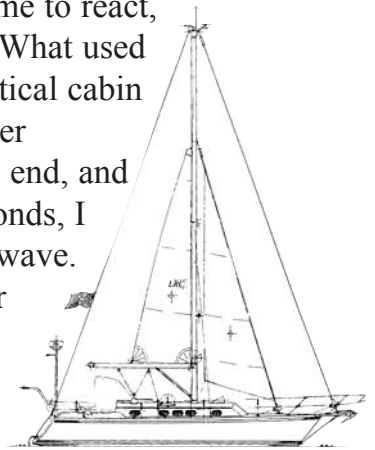 me to react,
What used
tical cabin
er
end, and
onds, I
wave.
r
LRC